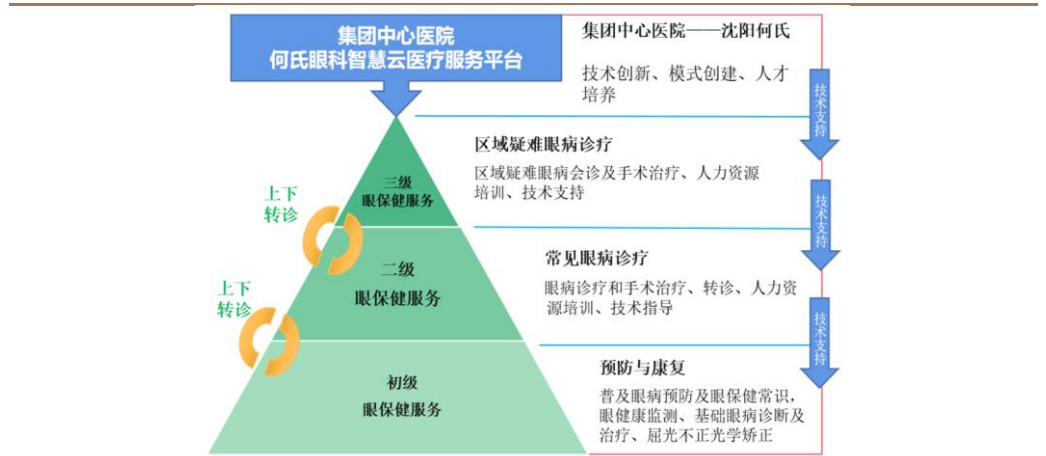 集团中心医院
何氏眼科智慧云医疗服务平台
集团中心医院——沈阳何氏
技术创新、模式创建、人才
培养
技术支持
区域疑难眼病诊疗
区域疑难眼病会诊及手术治疗、人力资源
培训、技术支持
三级
眼保健服务
上下
转诊
技术支持
常见眼病诊疗
眼病诊疗和手术治疗、转诊、人力资
源培训、技术指导
二级
眼保健服务
上下
转诊
技术支持
预防与康复
普及眼病预防及眼保健常识，
眼健康监测、基础眼病诊断及
治疗、屈光不正光学矫正
初级
眼保健服务